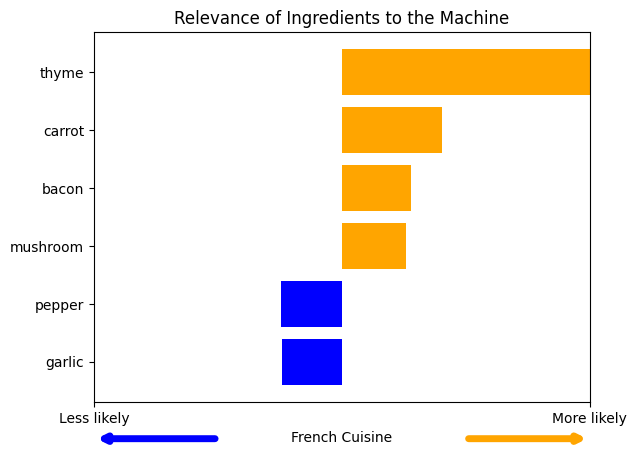 Relevance of Ingredients to the Machine
thyme
carrot
bacon
mushroom
pepper
garlic
Less likely
More likely
French Cuisine